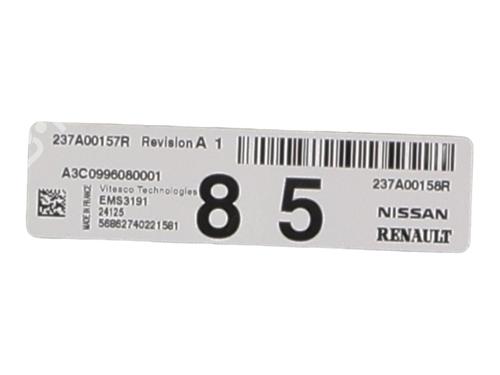 237A00157R Revision A 1
A3C0996080001
237A00158R
MADE IN FRANCE
Vitesco Technologies
EMS3191
24125
56862740221581
8 5
NISSAN
RENAULT